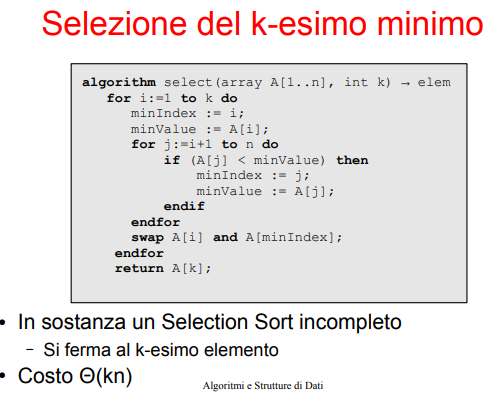 Selezione del k-esimo minimo
algorithm select(array A[1..n], int k) → elem
for i:=1 to k do
minIndex := i;
minValue := A[i];
for j:=i+1 to n do
if (A[j] < minValue) then
minIndex := j;
minValue := A[j];
endif
endfor
swap A[i] and A[minIndex];
endfor
return A[k];
• In sostanza un Selection Sort incompleto
– Si ferma al k-esimo elemento
• Costo Θ(kn)
Algoritmi e Strutture di Dati